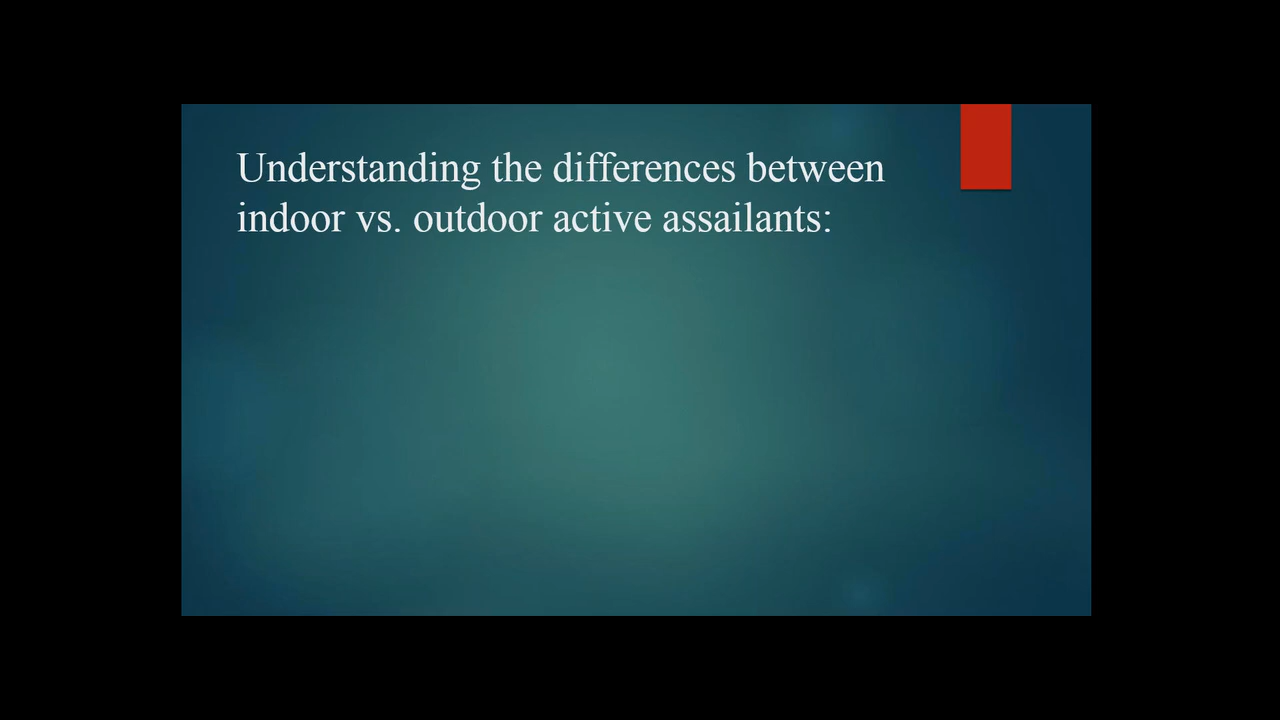 Understanding the differences between
indoor vs. outdoor active assailants: